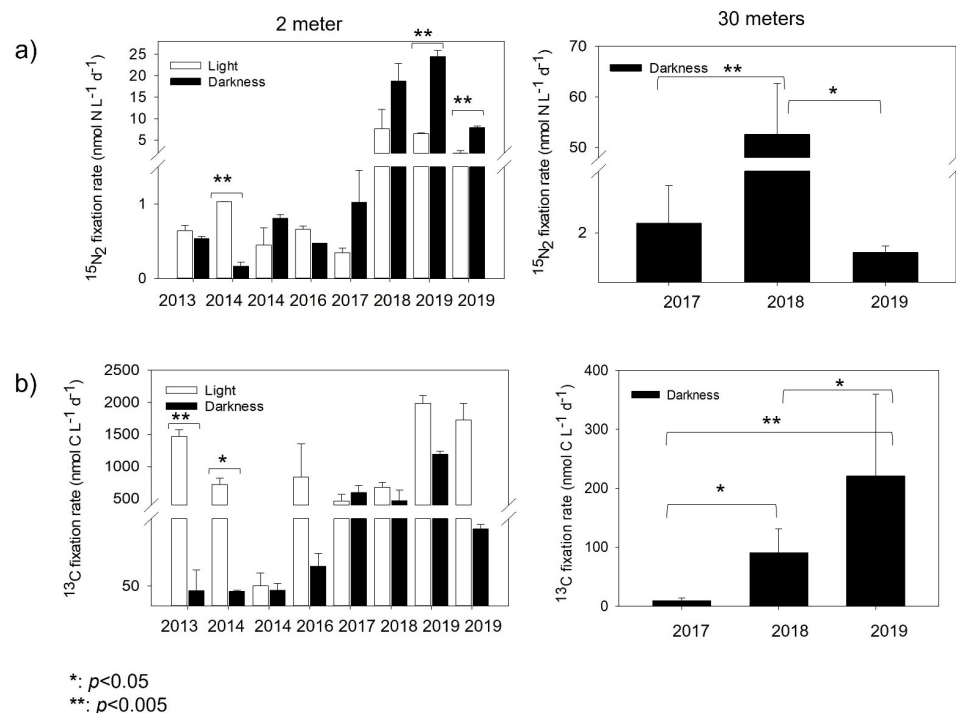 2 meter
30 meters
a)
¹⁵N₂ fixation rate (nmol N L⁻¹ d⁻¹)
25
20
15
10
5
1
0
Light
Darkness
**
**
**
2013 2014 2014 2016 2017 2018 2019 2019
¹⁵N₂ fixation rate (nmol N L⁻¹ d⁻¹)
70
60
50
2
Darkness
**
*
2017 2018 2019
b)
¹³C fixation rate (nmol C L⁻¹ d⁻¹)
2500
2000
1500
1000
500
50
Light
Darkness
**
*
2013 2014 2014 2016 2017 2018 2019 2019
¹³C fixation rate (nmol C L⁻¹ d⁻¹)
400
300
200
100
0
Darkness
*
**
*
2017 2018 2019
*: p<0.05
**: p<0.005